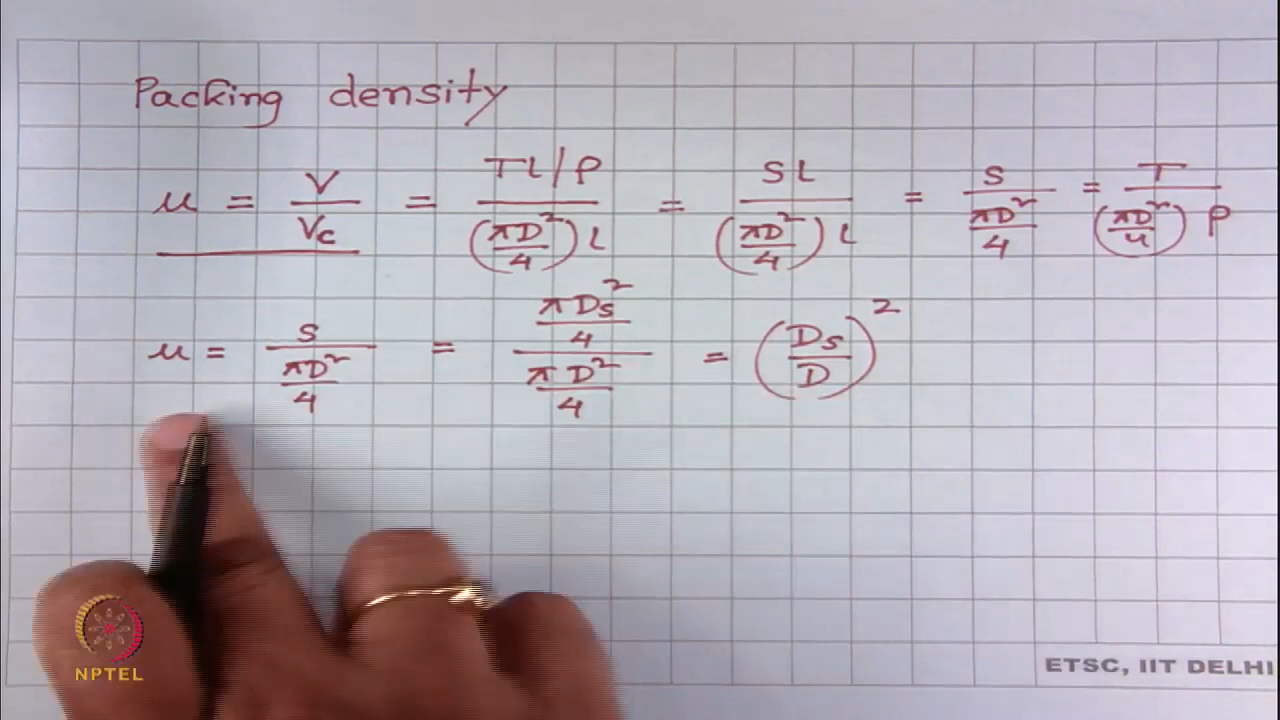 Packing density
μ = V/Vc = (TL/ρ)/((πD²/4) L) = SL/((πD²/4) L) = S/(πD²/4) = T/((πD²/4) ρ)
μ = S/(πD²/4) = (πDs²/4)/(πD²/4) = (Ds/D)²
NPTEL
ETSC, IIT DELHI